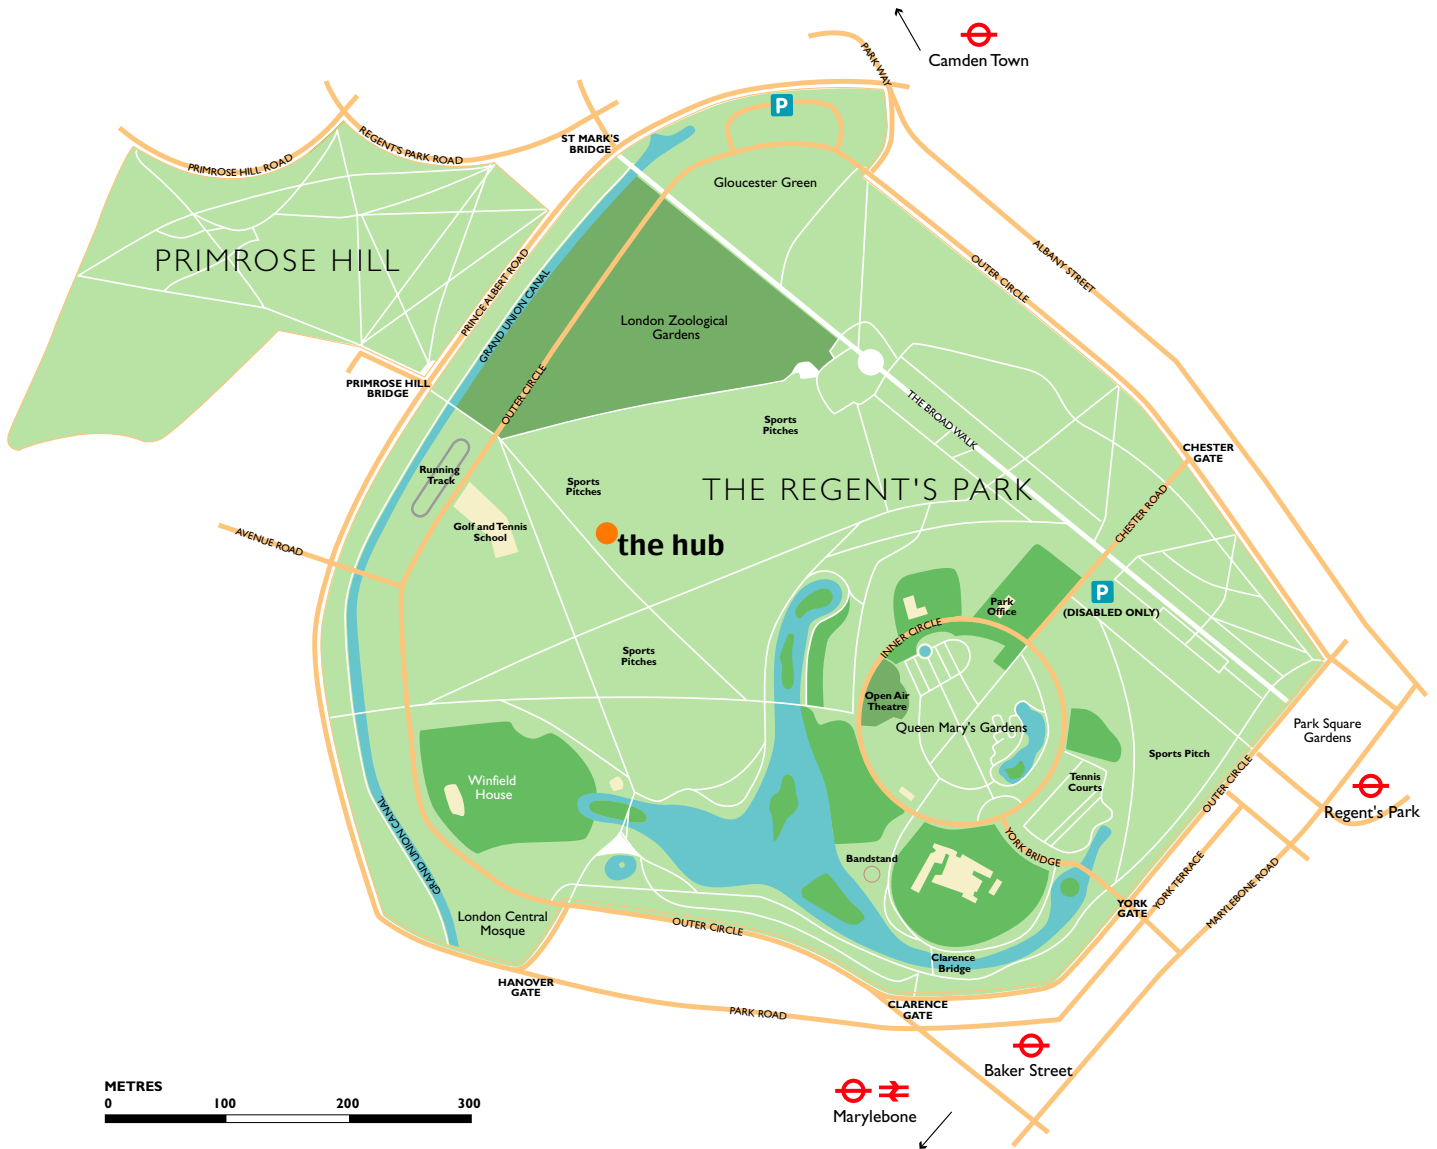 PARK WAY
Camden Town
P
ST MARK'S
BRIDGE
REGENT'S PARK ROAD
PRIMROSE HILL ROAD
Gloucester Green
PRIMROSE HILL
ALBANY STREET
OUTER CIRCLE
PRINCE ALBERT ROAD
GRAND UNION CANAL
London Zoological
Gardens
PRIMROSE HILL
BRIDGE
OUTER CIRCLE
THE BROAD WALK
Sports
Pitches
CHESTER
GATE
Running
Track
Sports
Pitches
THE REGENT'S PARK
CHESTER ROAD
Golf and Tennis
School
AVENUE ROAD
the hub
P
(DISABLED ONLY)
Park
Office
INNER CIRCLE
Sports
Pitches
Open Air
Theatre
Queen Mary's Gardens
Park Square
Gardens
Sports Pitch
Tennis
Courts
OUTER CIRCLE
Winfield
House
Regent's Park
GRAND UNION CANAL
YORK BRIDGE
Bandstand
YORK TERRACE
MARYLEBONE ROAD
YORK
GATE
London Central
Mosque
OUTER CIRCLE
Clarence
Bridge
HANOVER
GATE
CLARENCE
GATE
PARK ROAD
Baker Street
METRES
0 100 200 300
Marylebone